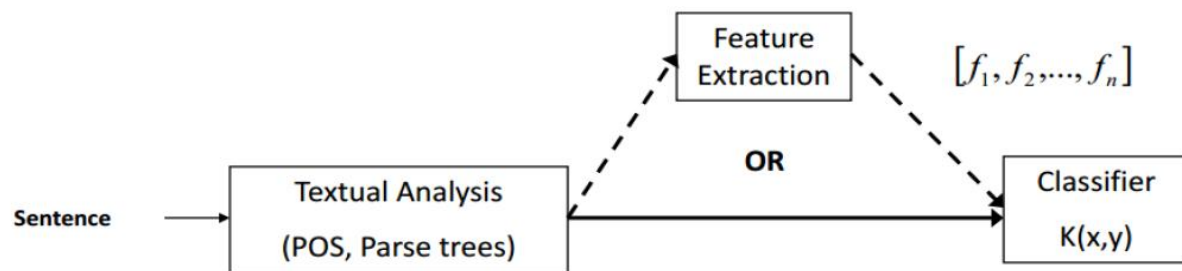 Feature
Extraction
[f₁, f₂,..., fₙ]
OR
Sentence
Textual Analysis
(POS, Parse trees)
Classifier
K(x,y)